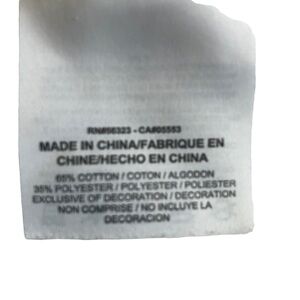 RN#56323 - CA#05553
MADE IN CHINA/FABRIQUE EN
CHINE/HECHO EN CHINA
65% COTTON / COTON / ALGODON
35% POLYESTER / POLYESTER / POLIESTER
EXCLUSIVE OF DECORATION / DECORATION
NON COMPRISE / NO INCLUYE LA
DECORACION